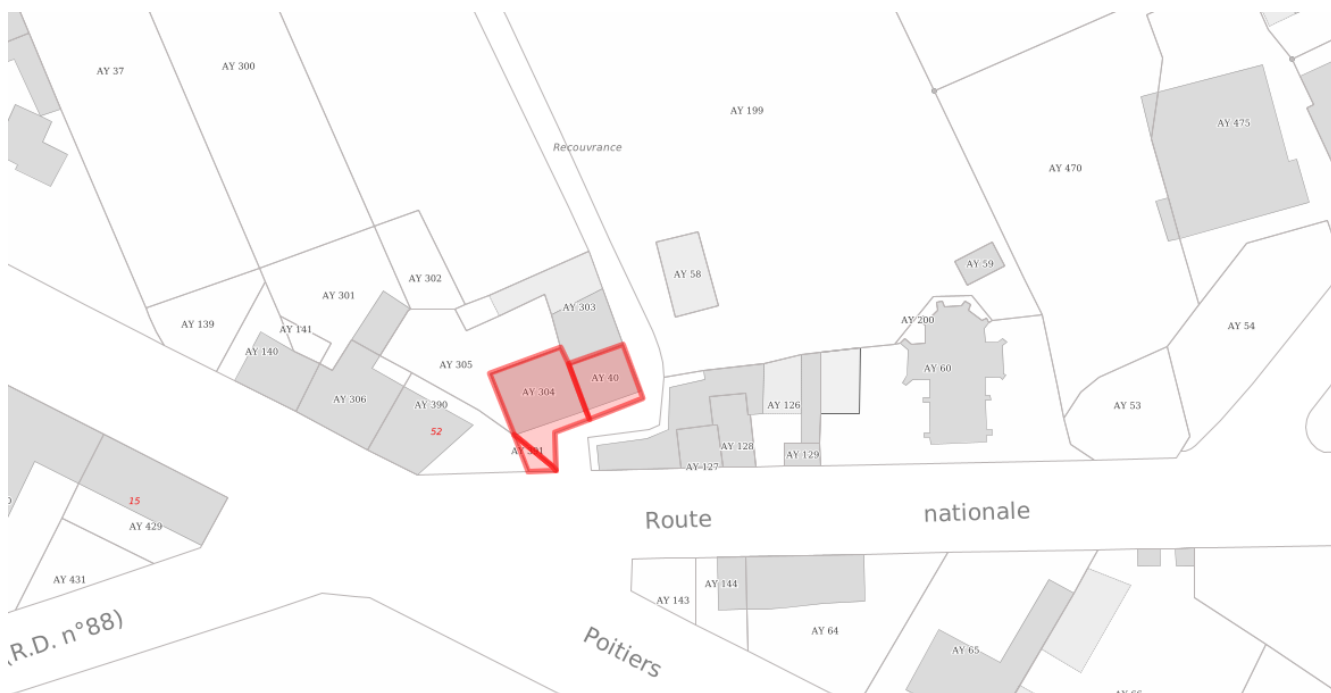 AY 37
AY 300
AY 199
AY 475
Recouvrance
AY 470
AY 302
AY 58
AY 59
AY 301
AY 303
AY 139
AY 141
AY 200
AY 54
AY 140
AY 305
AY 60
AY 304
AY 40
AY 306
AY 390
AY 126
AY 53
52
AY 128
AY 127
AY 129
15
AY 429
Route nationale
AY 431
AY 144
AY 143
AY 64
(R.D. n°88)
Poitiers
AY 65